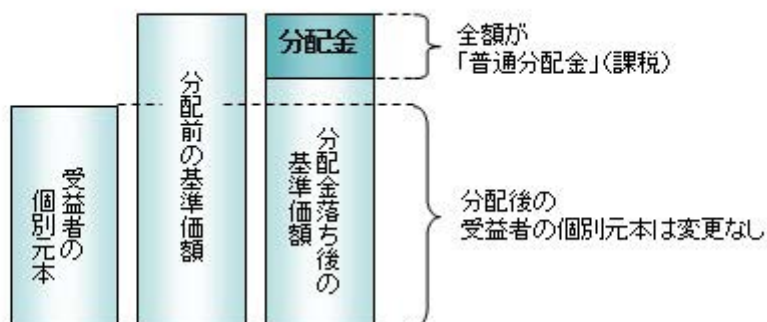 受益者の
個別元本
分配前の基準価額
分配金
分配金落ち後の
基準価額
全額が
「普通分配金」(課税)
分配後の
受益者の個別元本は変更なし